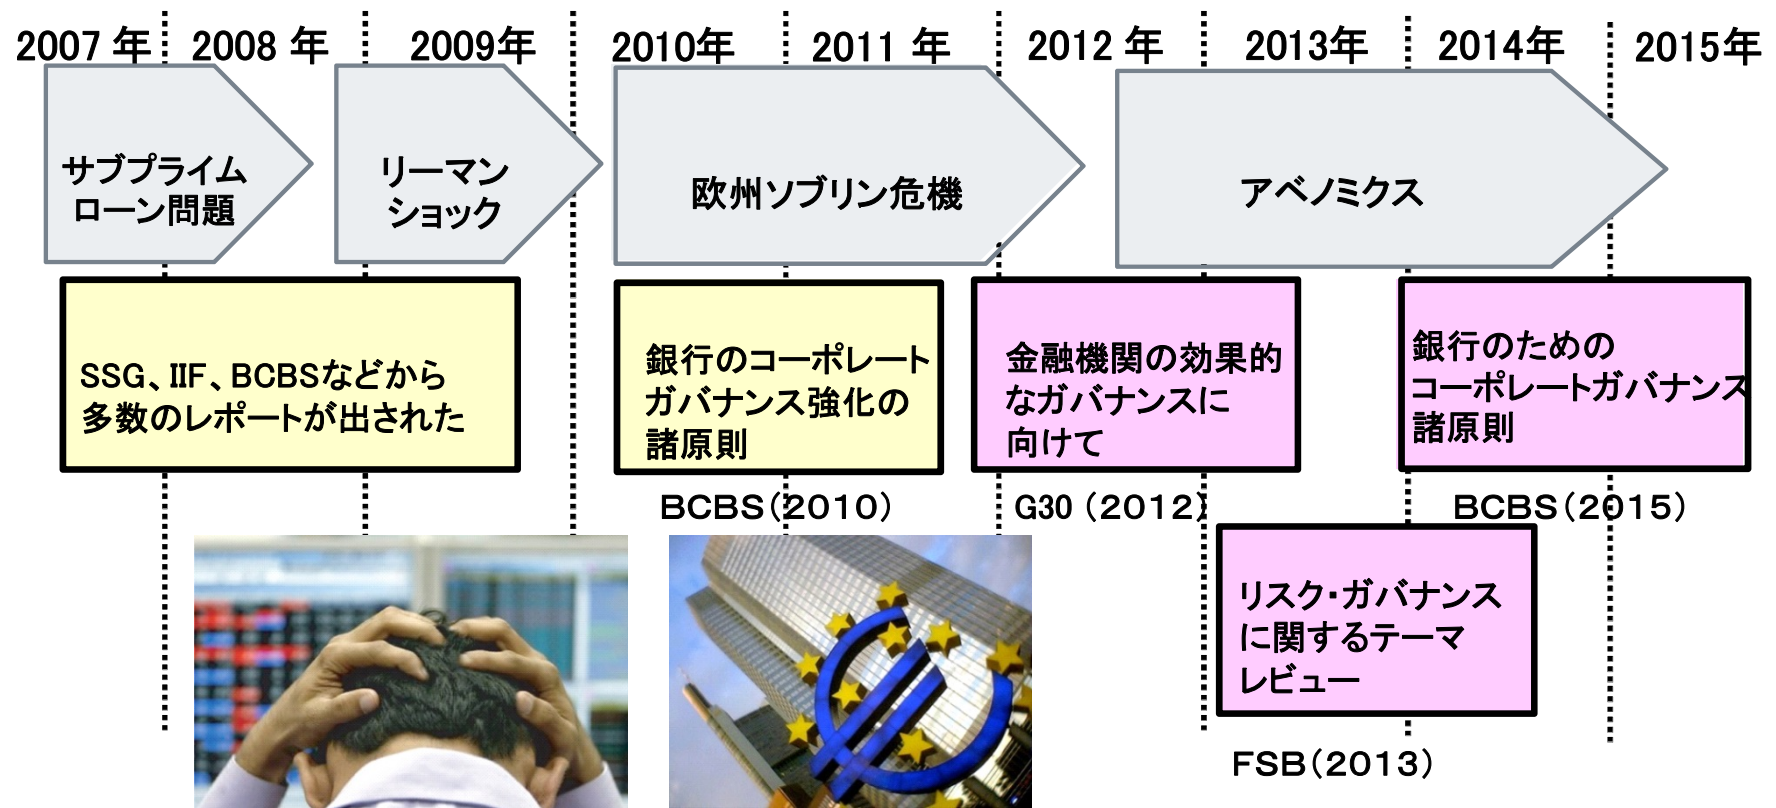 2007 年
2008 年
2009年
2010年
2011 年
2012 年
2013年
2014年
2015年
サブプライム
ローン問題
リーマン
ショック
欧州ソブリン危機
アベノミクス
SSG、IIF、BCBSなどから
多数のレポートが出された
銀行のコーポレート
ガバナンス強化の
諸原則
BCBS(2010)
金融機関の効果的
なガバナンスに
向けて
G30 (2012)
銀行のための
コーポレートガバナンス
諸原則
BCBS(2015)
リスク・ガバナンス
に関するテーマ
レビュー
FSB(2013)